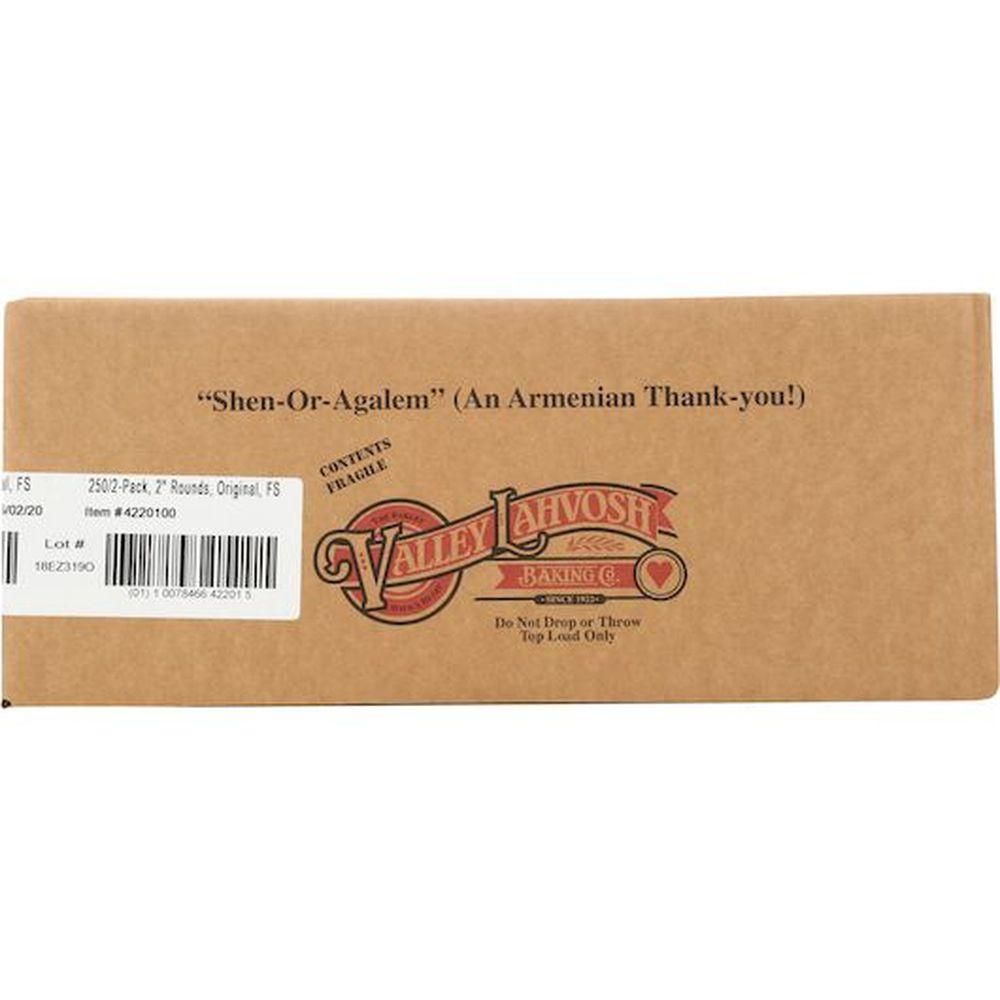 “Shen-Or-Agalem” (An Armenian Thank-you!)
CONTENTS
FRAGILE
FS
/02/20
250/2-Pack, 2" Rounds, Original, FS
Item #4220100
Lot #
18EZ319O
(01) 1 0078466 42201 5
VALLEY LAHVOSH
BAKING CO.
SINCE 1922
Do Not Drop or Throw
Top Load Only